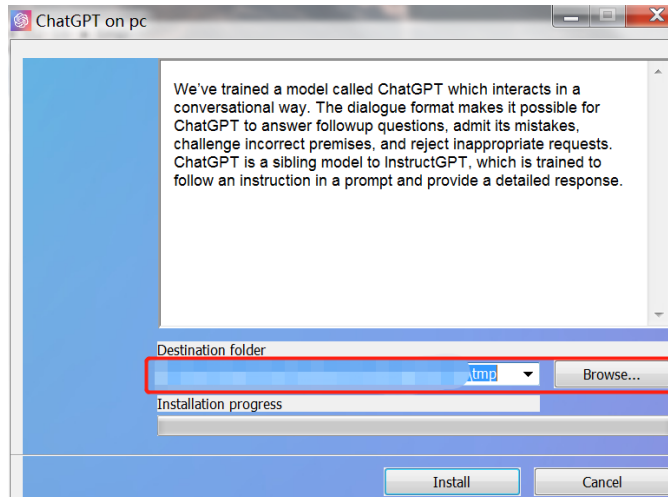 ChatGPT on pc
We've trained a model called ChatGPT which interacts in a
conversational way. The dialogue format makes it possible for
ChatGPT to answer followup questions, admit its mistakes,
challenge incorrect premises, and reject inappropriate requests.
ChatGPT is a sibling model to InstructGPT, which is trained to
follow an instruction in a prompt and provide a detailed response.
Destination folder
\tmp
Browse...
Installation progress
Install
Cancel